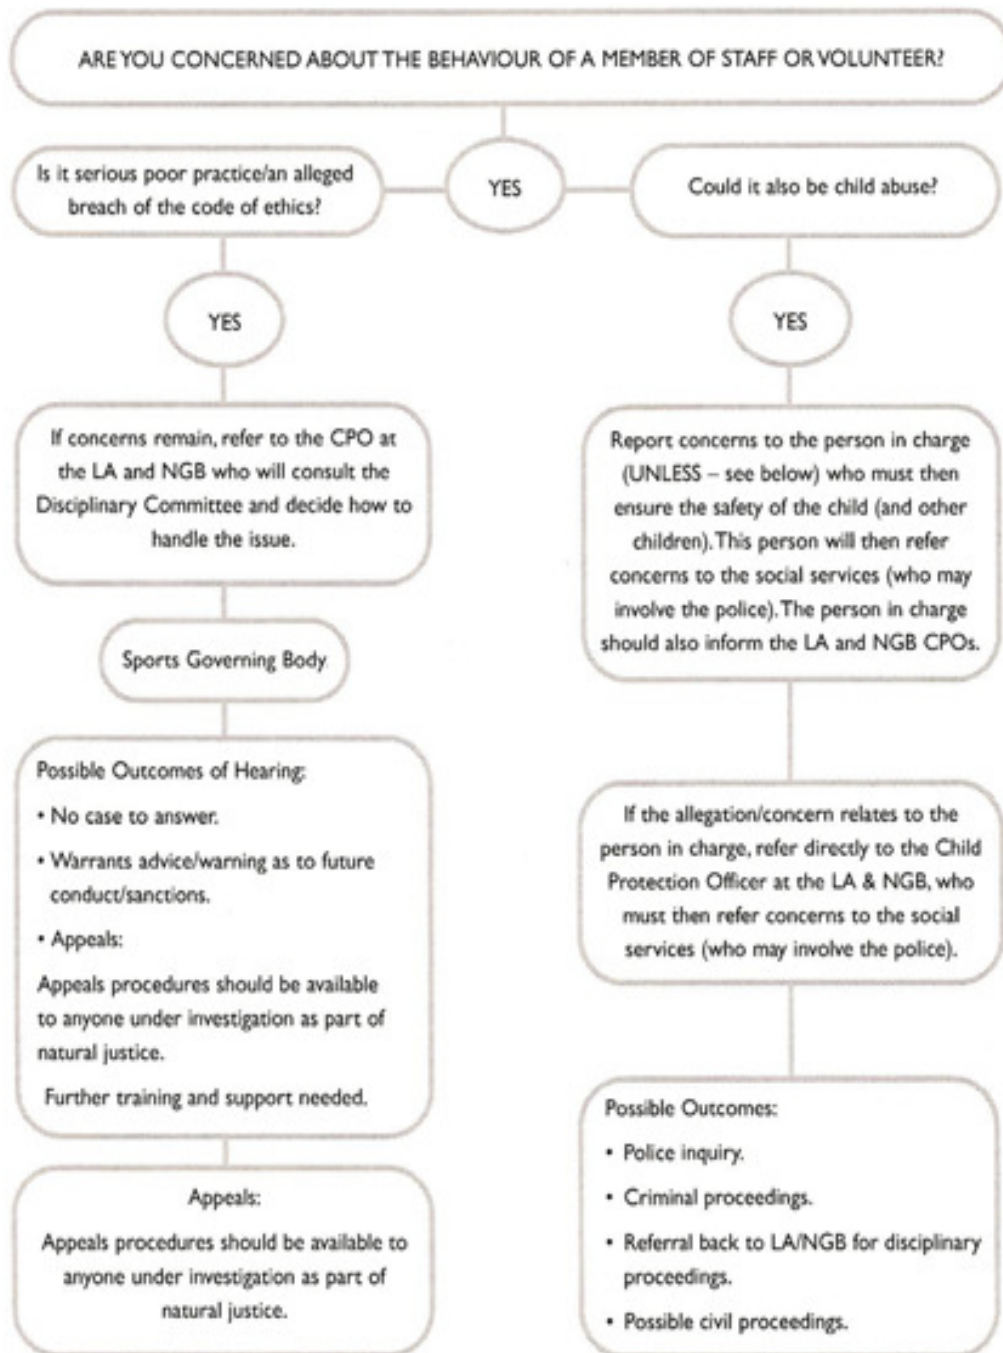 ARE YOU CONCERNED ABOUT THE BEHAVIOUR OF A MEMBER OF STAFF OR VOLUNTEER?
Is it serious poor practice/an alleged
breach of the code of ethics?
YES
Could it also be child abuse?
YES
If concerns remain, refer to the CPO at
the LA and NGB who will consult the
Disciplinary Committee and decide how to
handle the issue.
Sports Governing Body
Possible Outcomes of Hearing:
• No case to answer.
• Warrants advice/warning as to future
conduct/sanctions.
• Appeals:
Appeals procedures should be available
to anyone under investigation as part of
natural justice.
Further training and support needed.
Appeals:
Appeals procedures should be available to
anyone under investigation as part of
natural justice.
YES
Report concerns to the person in charge
(UNLESS – see below) who must then
ensure the safety of the child (and other
children). This person will then refer
concerns to the social services (who may
involve the police). The person in charge
should also inform the LA and NGB CPOs.
If the allegation/concern relates to the
person in charge, refer directly to the Child
Protection Officer at the LA & NGB, who
must then refer concerns to the social
services (who may involve the police).
Possible Outcomes:
• Police inquiry.
• Criminal proceedings.
• Referral back to LA/NGB for disciplinary
proceedings.
• Possible civil proceedings.